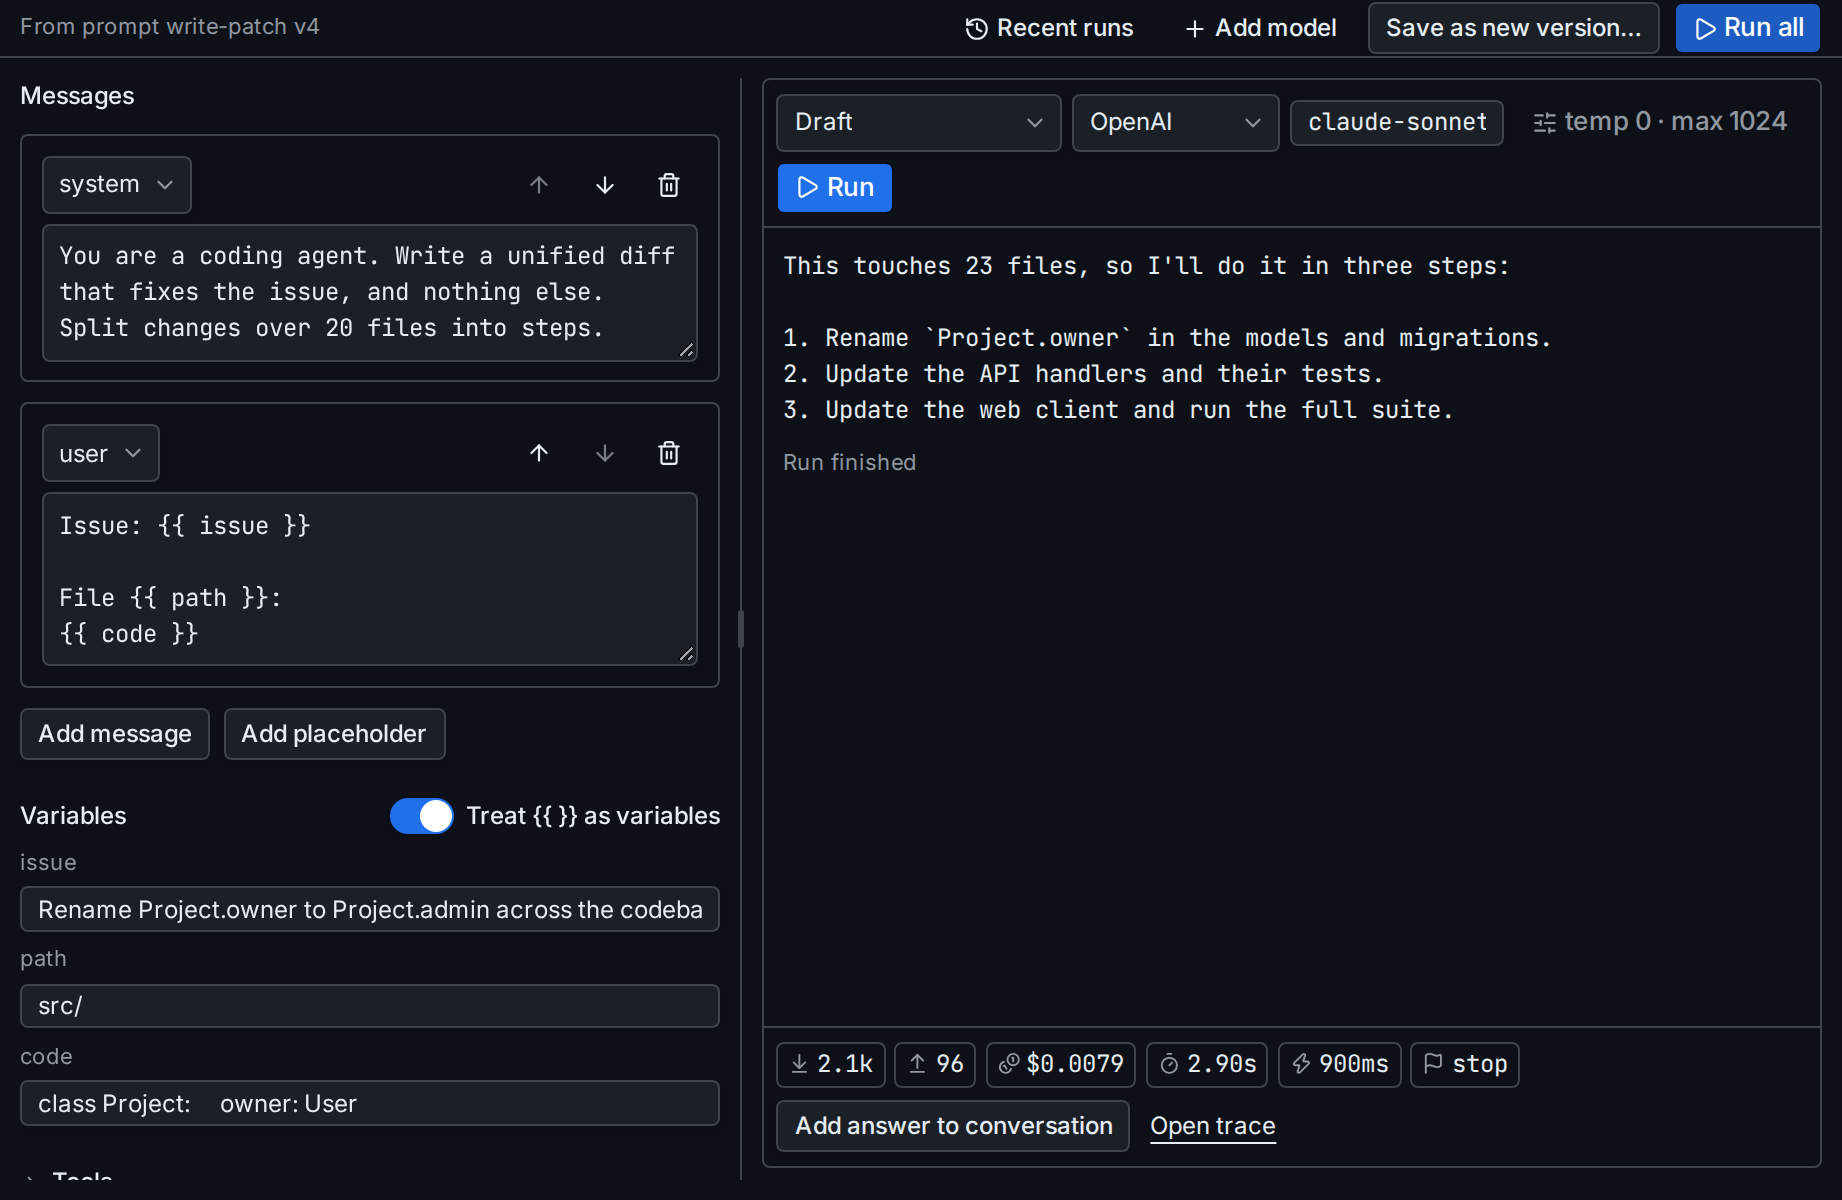 From prompt write-patch v4
Recent runs
Add model
Save as new version...
Run all
Messages
system
You are a coding agent. Write a unified diff
that fixes the issue, and nothing else.
Split changes over 20 files into steps.
user
Issue: {{ issue }}
File {{ path }}:
{{ code }}
Add message
Add placeholder
Variables
Treat {{ }} as variables
issue
Rename Project.owner to Project.admin across the codeba
path
src/
code
class Project:    owner: User
Tools
Draft
OpenAI
claude-sonnet
temp 0 · max 1024
Run
This touches 23 files, so I'll do it in three steps:
1. Rename `Project.owner` in the models and migrations.
2. Update the API handlers and their tests.
3. Update the web client and run the full suite.
Run finished
2.1k
96
$0.0079
2.90s
900ms
stop
Add answer to conversation
Open trace